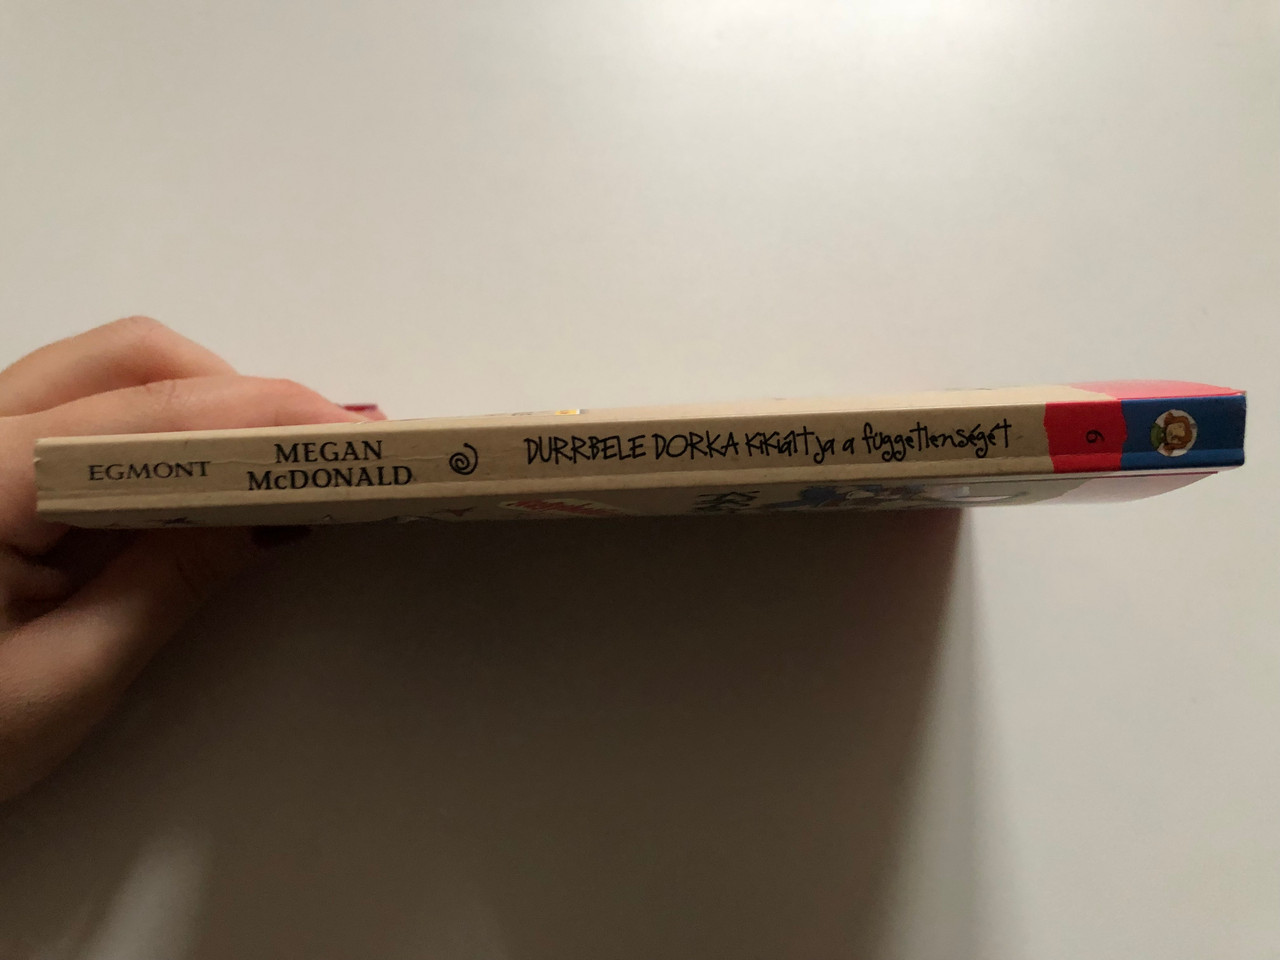 EGMONT
MEGAN
McDONALD
DURRBELE DORKA kikiáltja a függetlenséget
6